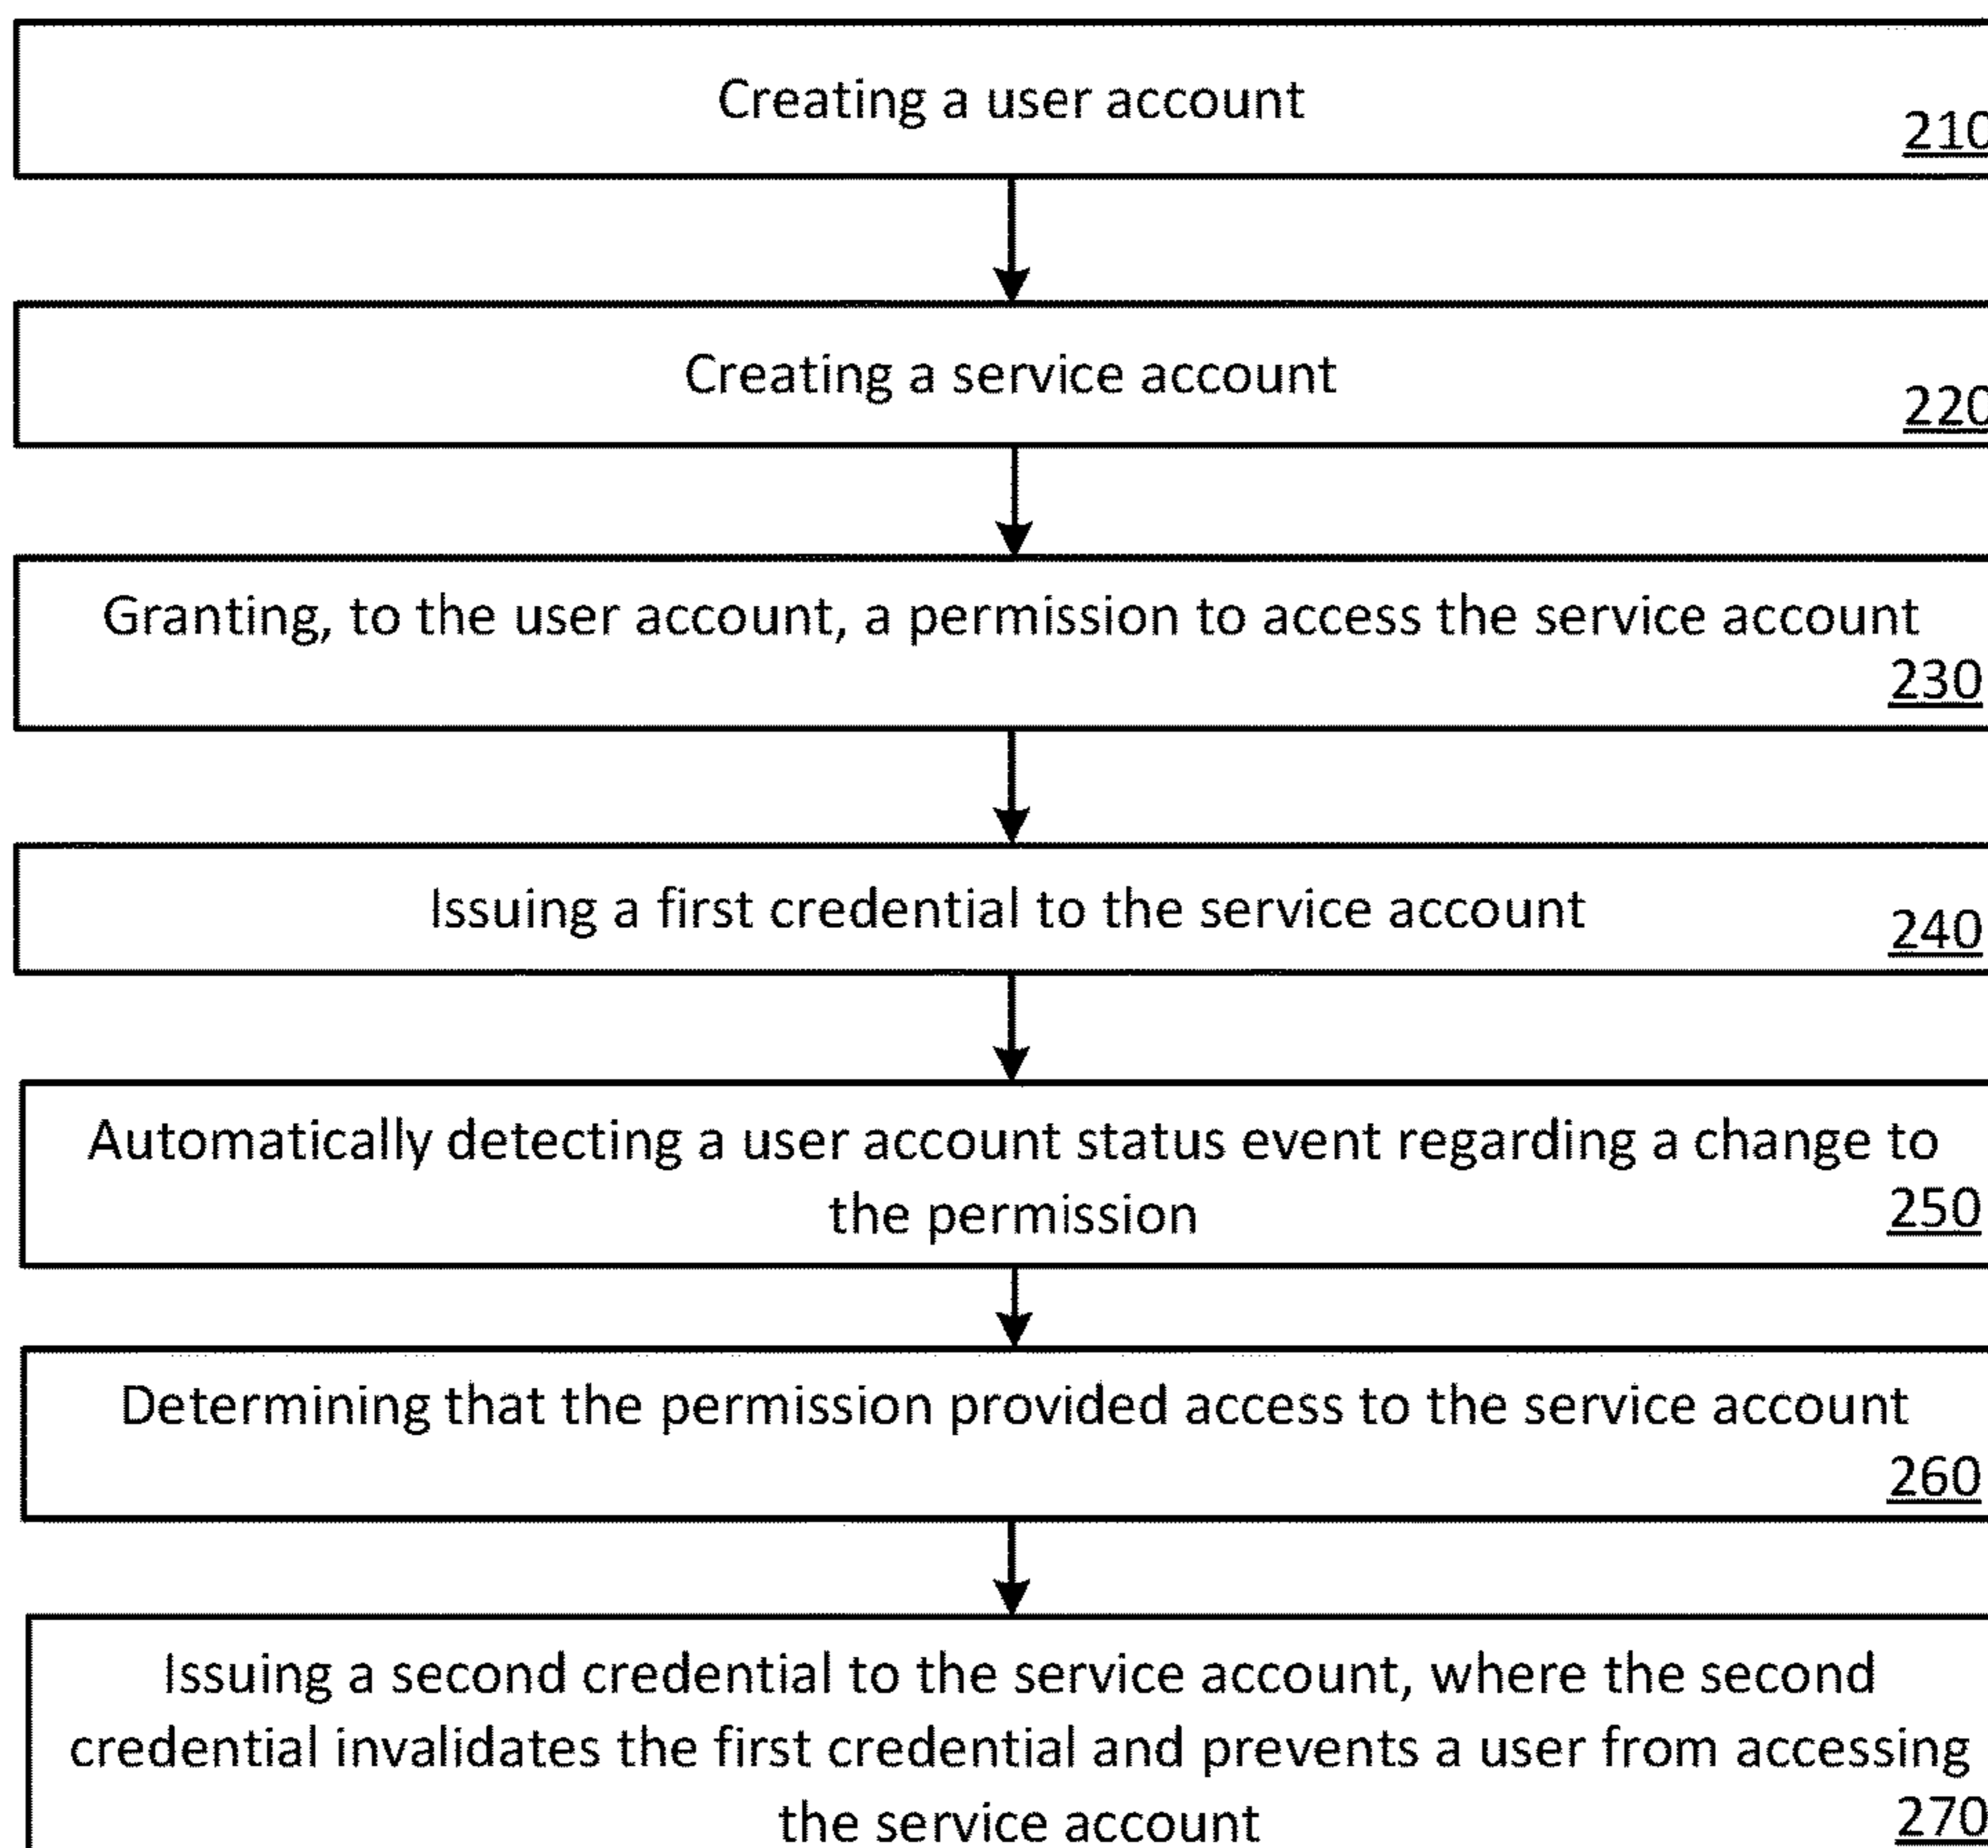 Creating a user account
210
Creating a service account
220
Granting, to the user account, a permission to access the service account
230
Issuing a first credential to the service account
240
Automatically detecting a user account status event regarding a change to
the permission
250
Determining that the permission provided access to the service account
260
Issuing a second credential to the service account, where the second
credential invalidates the first credential and prevents a user from accessing
the service account
270